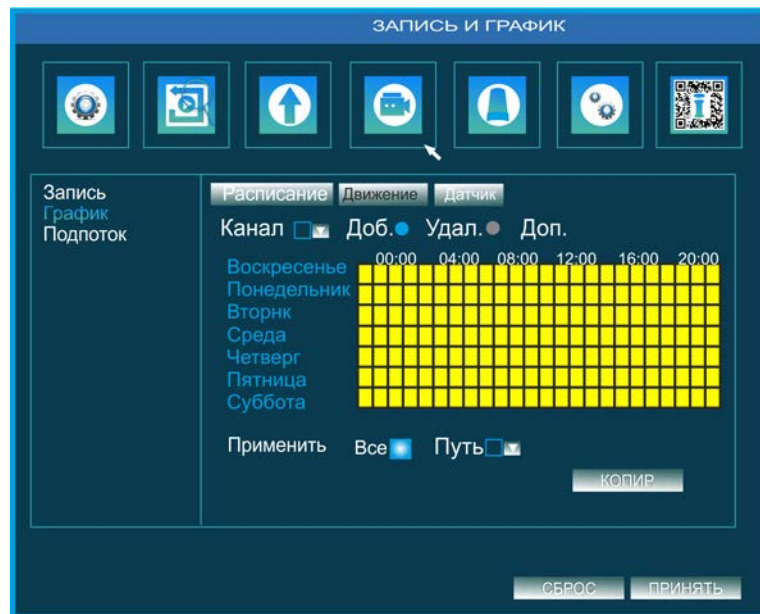 ЗАПИСЬ И ГРАФИК
Запись
График
Подпоток
Расписание Движение Датчик
Канал Доб. Удал. Доп.
00:00 04:00 08:00 12:00 16:00 20:00
Воскресенье
Понедельник
Вторнк
Среда
Четверг
Пятница
Суббота
Применить Все Путь
КОПИР.
СБРОС ПРИНЯТЬ